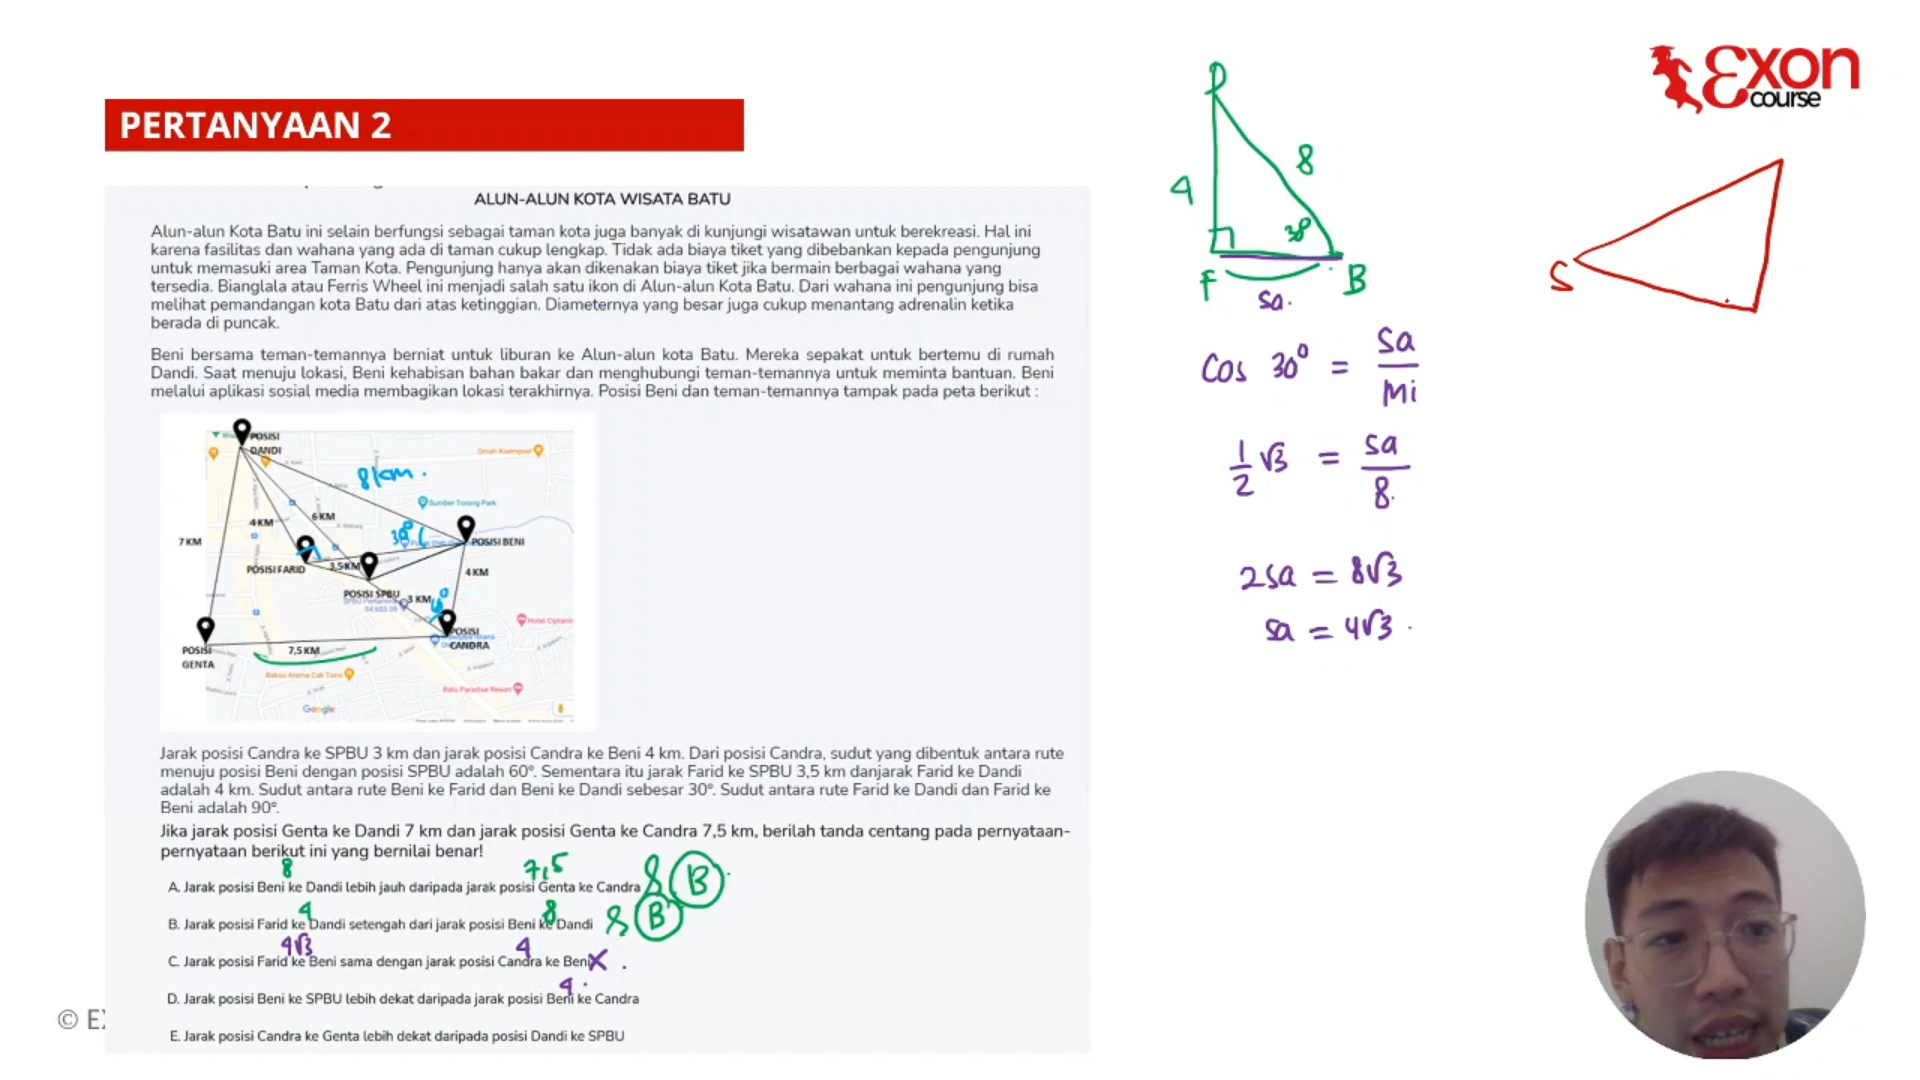 PERTANYAAN 2
Exon
course
ALUN-ALUN KOTA WISATA BATU
Alun-alun Kota Batu ini selain berfungsi sebagai taman kota juga banyak di kunjungi wisatawan untuk berekreasi. Hal ini
karena fasilitas dan wahana yang ada di taman cukup lengkap. Tidak ada biaya tiket yang dibebankan kepada pengunjung
untuk memasuki area Taman Kota. Pengunjung hanya akan dikenakan biaya tiket jika bermain berbagai wahana yang
tersedia. Bianglala atau Ferris Wheel ini menjadi salah satu ikon di Alun-alun Kota Batu. Dari wahana ini pengunjung bisa
melihat pemandangan kota Batu dari atas ketinggian. Diameternya yang besar juga cukup menantang adrenalin ketika
berada di puncak.
Beni bersama teman-temannya berniat untuk liburan ke Alun-alun kota Batu. Mereka sepakat untuk bertemu di rumah
Dandi. Saat menuju lokasi, Beni kehabisan bahan bakar dan menghubungi teman-temannya untuk meminta bantuan. Beni
melalui aplikasi sosial media membagikan lokasi terakhirnya. Posisi Beni dan teman-temannya tampak pada peta berikut :
POSISI
DANDI
8 km.
Sumber Torong Park
4 KM
6 KM
30°
7 KM
POSISI BENI
POSISI FARID
3,5 KM
4 KM
POSISI SPBU
3 KM
60°
POSISI
CANDRA
POSISI
GENTA
7,5 KM
Bakso Arema Cak Toms
Batu Paradise Resort
Google
Jarak posisi Candra ke SPBU 3 km dan jarak posisi Candra ke Beni 4 km. Dari posisi Candra, sudut yang dibentuk antara rute
menuju posisi Beni dengan posisi SPBU adalah 60°. Sementara itu jarak Farid ke SPBU 3,5 km danjarak Farid ke Dandi
adalah 4 km. Sudut antara rute Beni ke Farid dan Beni ke Dandi sebesar 30°. Sudut antara rute Farid ke Dandi dan Farid ke
Beni adalah 90°.
Jika jarak posisi Genta ke Dandi 7 km dan jarak posisi Genta ke Candra 7,5 km, berilah tanda centang pada pernyataan-
pernyataan berikut ini yang bernilai benar!
8 7,5
A. Jarak posisi Beni ke Dandi lebih jauh daripada jarak posisi Genta ke Candra B
4 8
B. Jarak posisi Farid ke Dandi setengah dari jarak posisi Beni ke Dandi B
4√3 4
C. Jarak posisi Farid ke Beni sama dengan jarak posisi Candra ke Beni X
4
D. Jarak posisi Beni ke SPBU lebih dekat daripada jarak posisi Beni ke Candra
E. Jarak posisi Candra ke Genta lebih dekat daripada posisi Dandi ke SPBU
D
4
8
30
F
B
sa.
cos 30° = sa/Mi
1/2 √3 = sa/8
2sa = 8√3
sa = 4√3
S